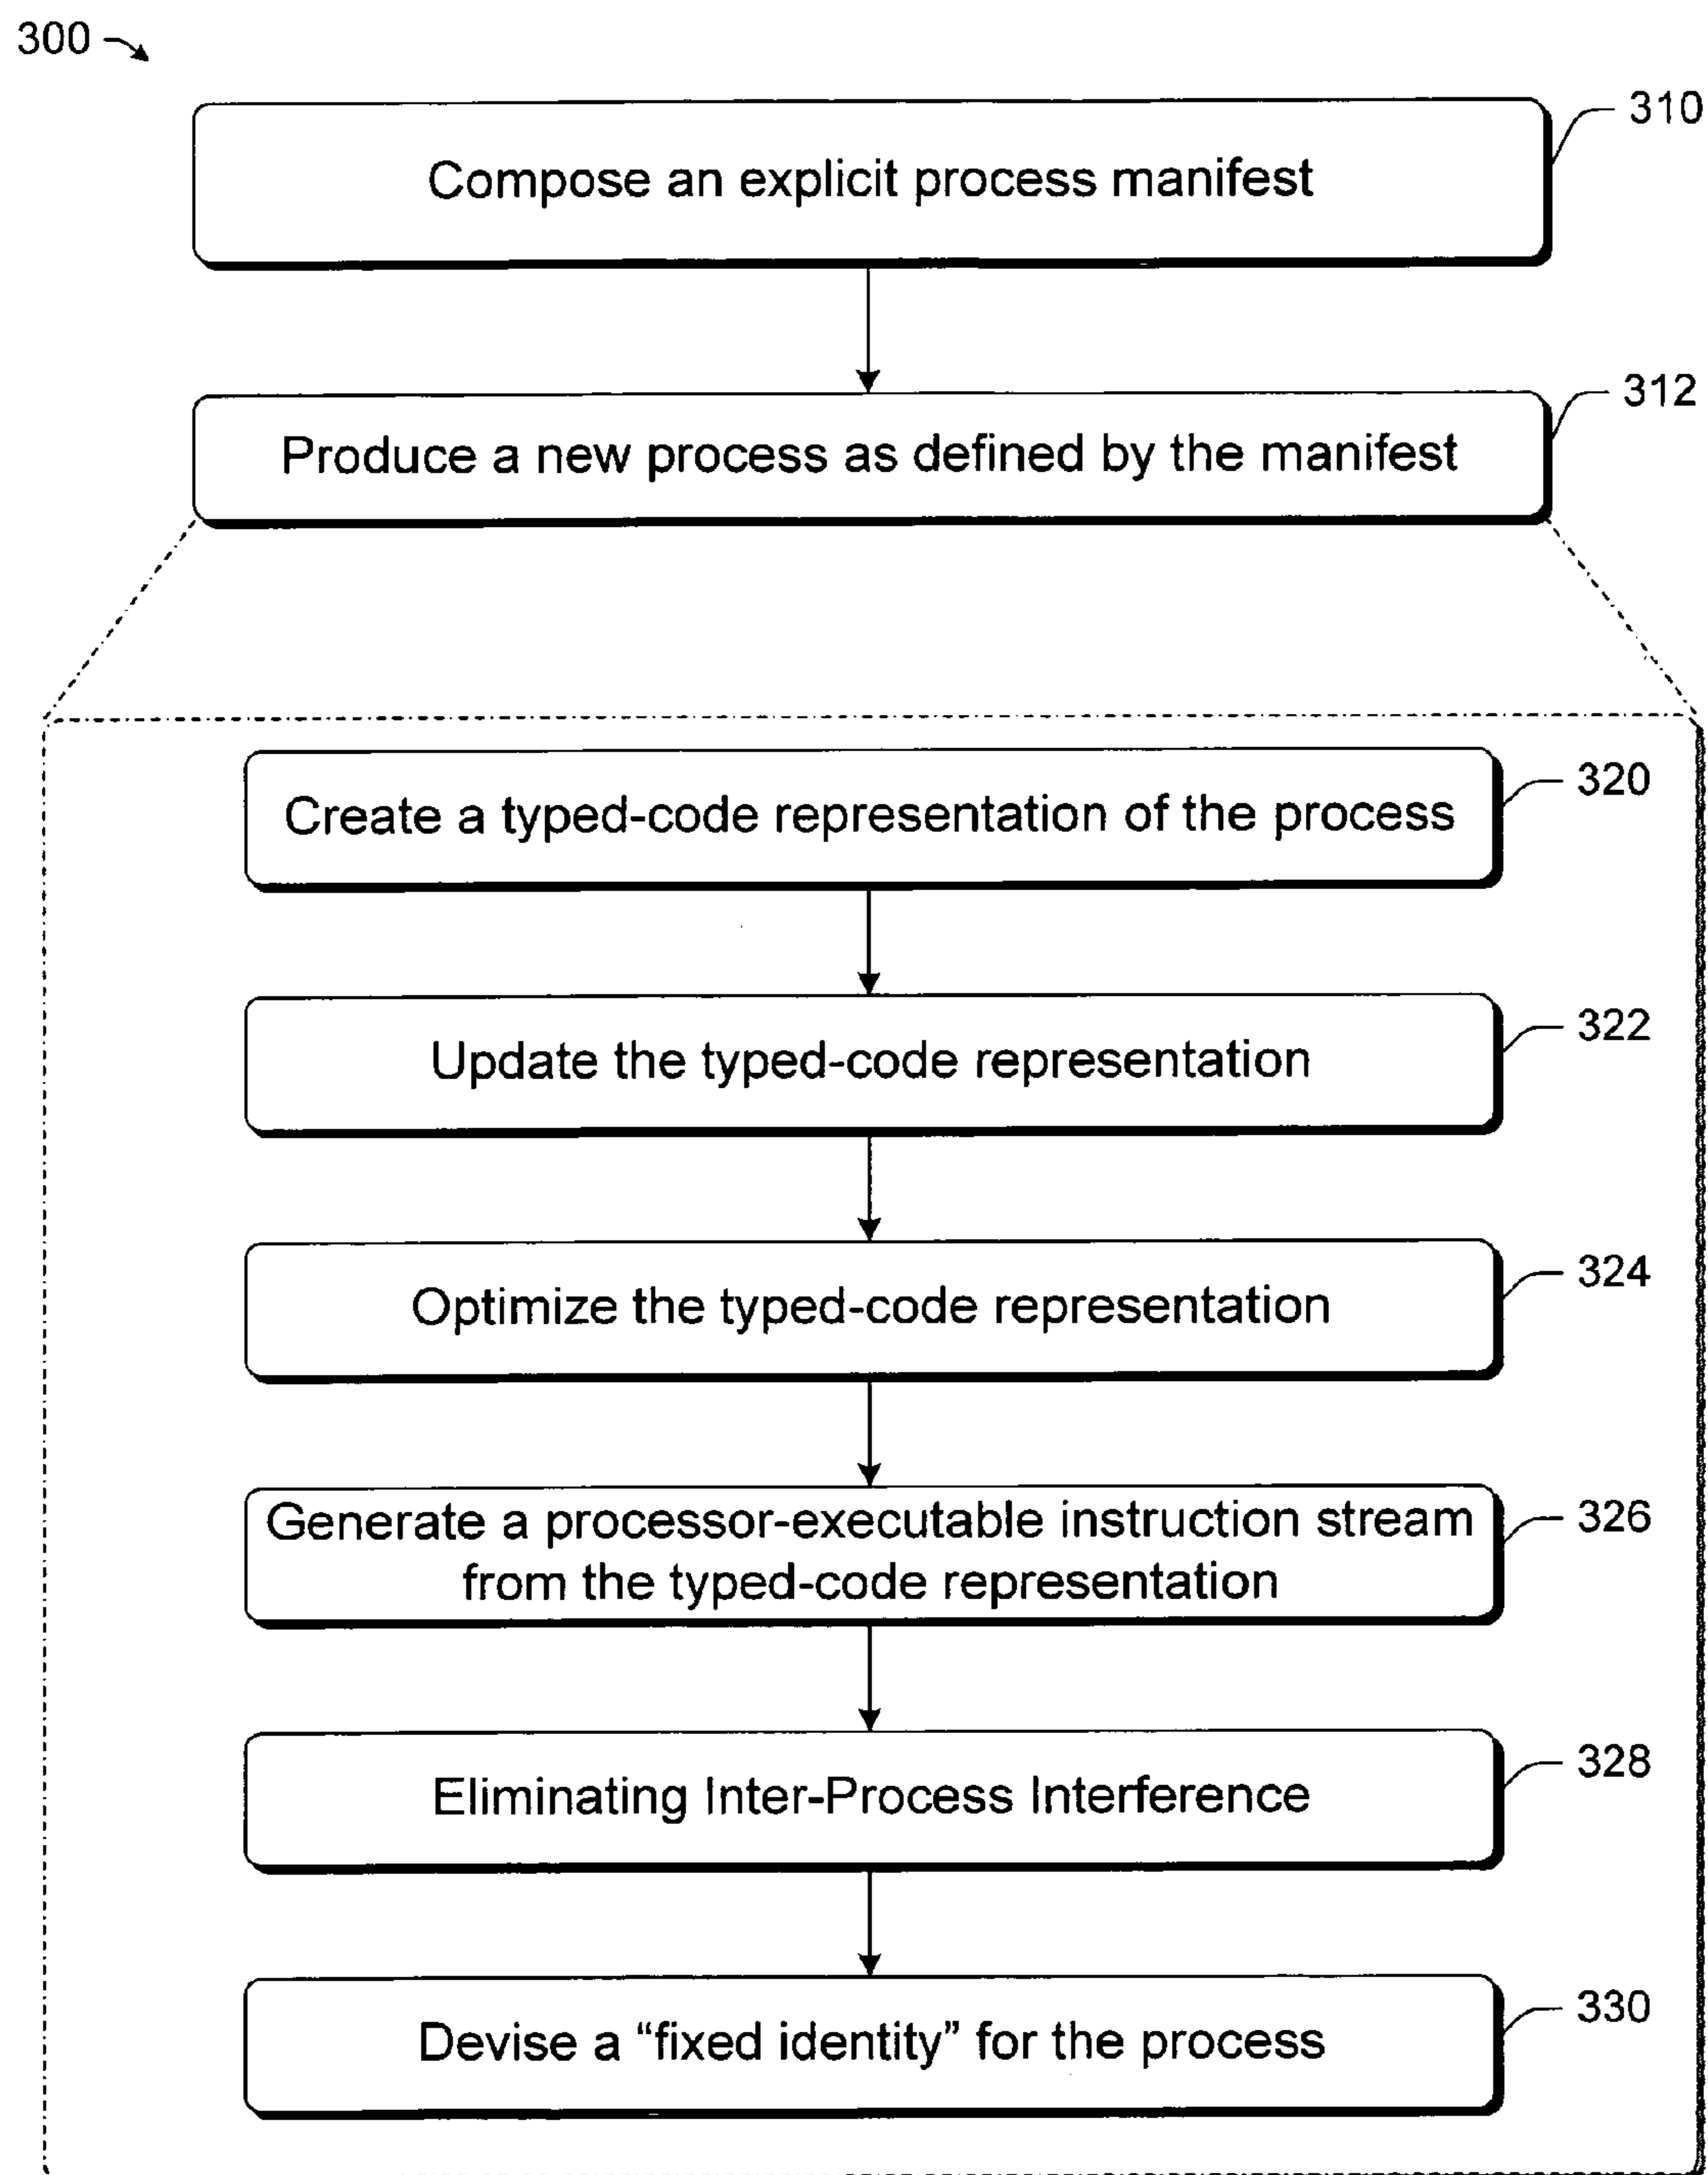 300
310
Compose an explicit process manifest
312
Produce a new process as defined by the manifest
320
Create a typed-code representation of the process
322
Update the typed-code representation
324
Optimize the typed-code representation
326
Generate a processor-executable instruction stream
from the typed-code representation
328
Eliminating Inter-Process Interference
330
Devise a “fixed identity” for the process